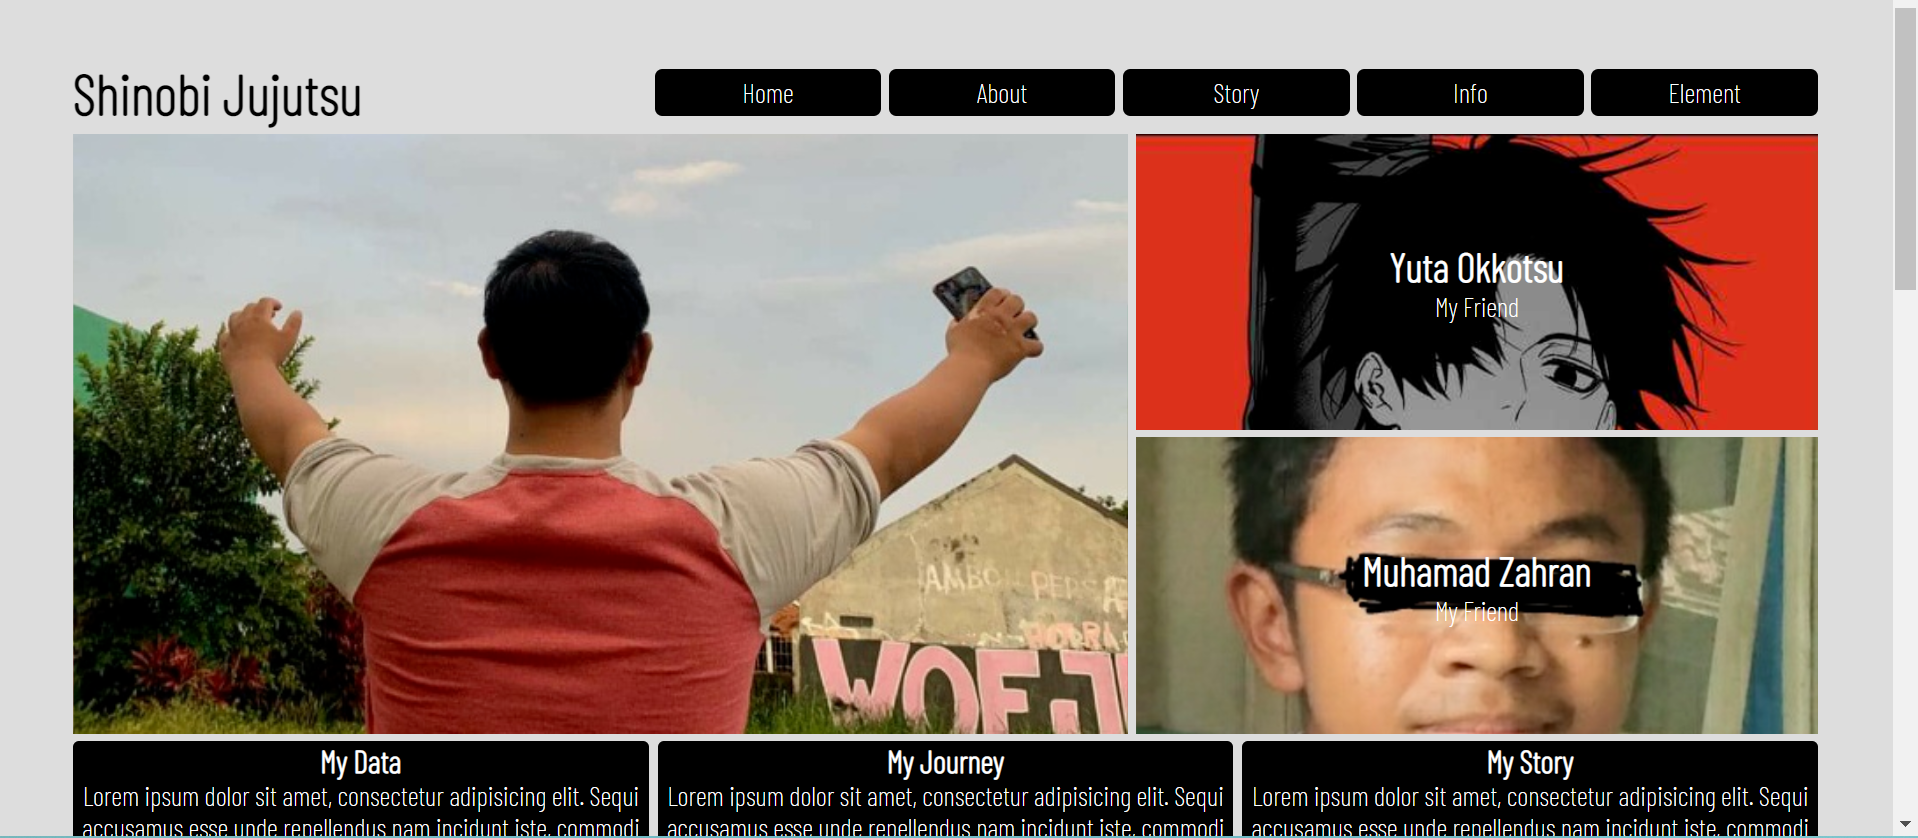 Shinobi Jujutsu
Home
About
Story
Info
Element
Yuta Okkotsu
My Friend
Muhamad Zahran
My Friend
WOE
My Data
Lorem ipsum dolor sit amet, consectetur adipisicing elit. Sequi
accusamus esse unde repellendus nam incidunt iste, commodi
My Journey
Lorem ipsum dolor sit amet, consectetur adipisicing elit. Sequi
accusamus esse unde repellendus nam incidunt iste, commodi
My Story
Lorem ipsum dolor sit amet, consectetur adipisicing elit. Sequi
accusamus esse unde repellendus nam incidunt iste, commodi